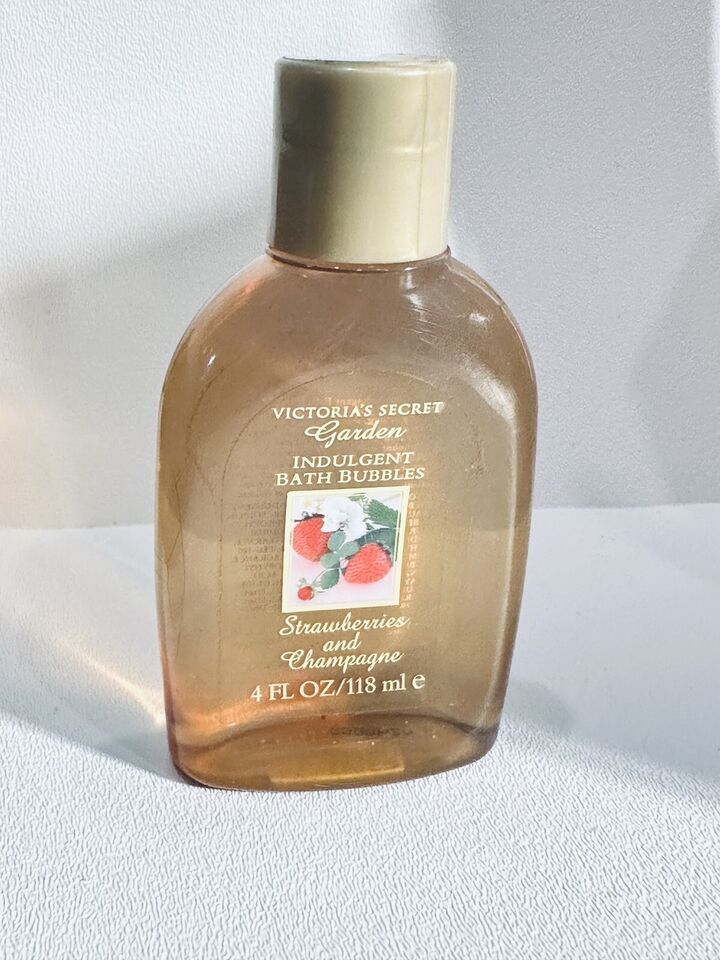 VICTORIA'S SECRET
Garden
INDULGENT
BATH BUBBLES
Strawberries
and
Champagne
4 FL OZ/118 ml e